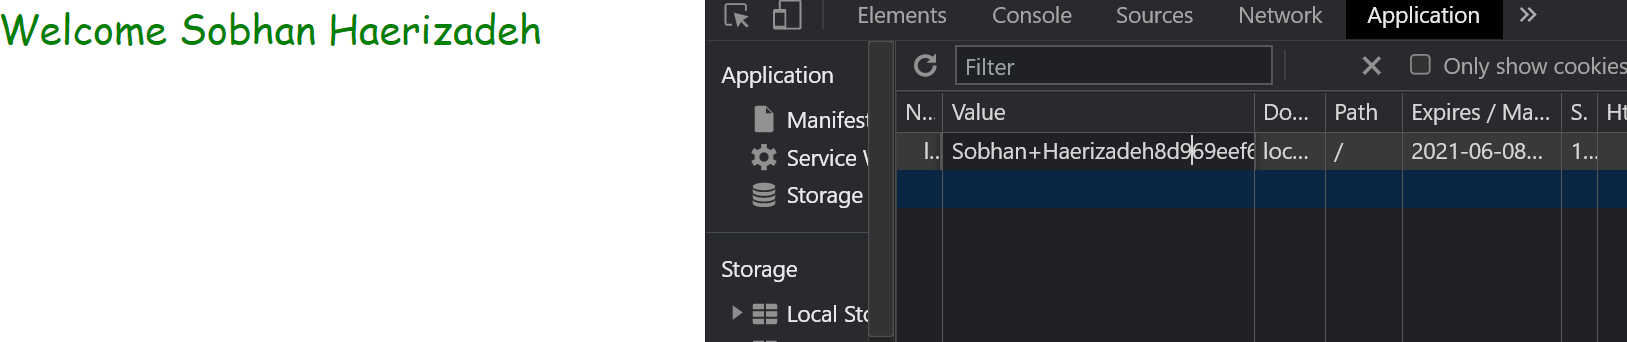 Welcome Sobhan Haerizadeh
Elements Console Sources Network Application
Application
Manifest
Service W
Storage
Storage
Local Sto
Filter
Only show cookies
N... Value Do... Path Expires / Ma... S. Ht
l... Sobhan+Haerizadeh8d969eef6 loc... / 2021-06-08... 1...